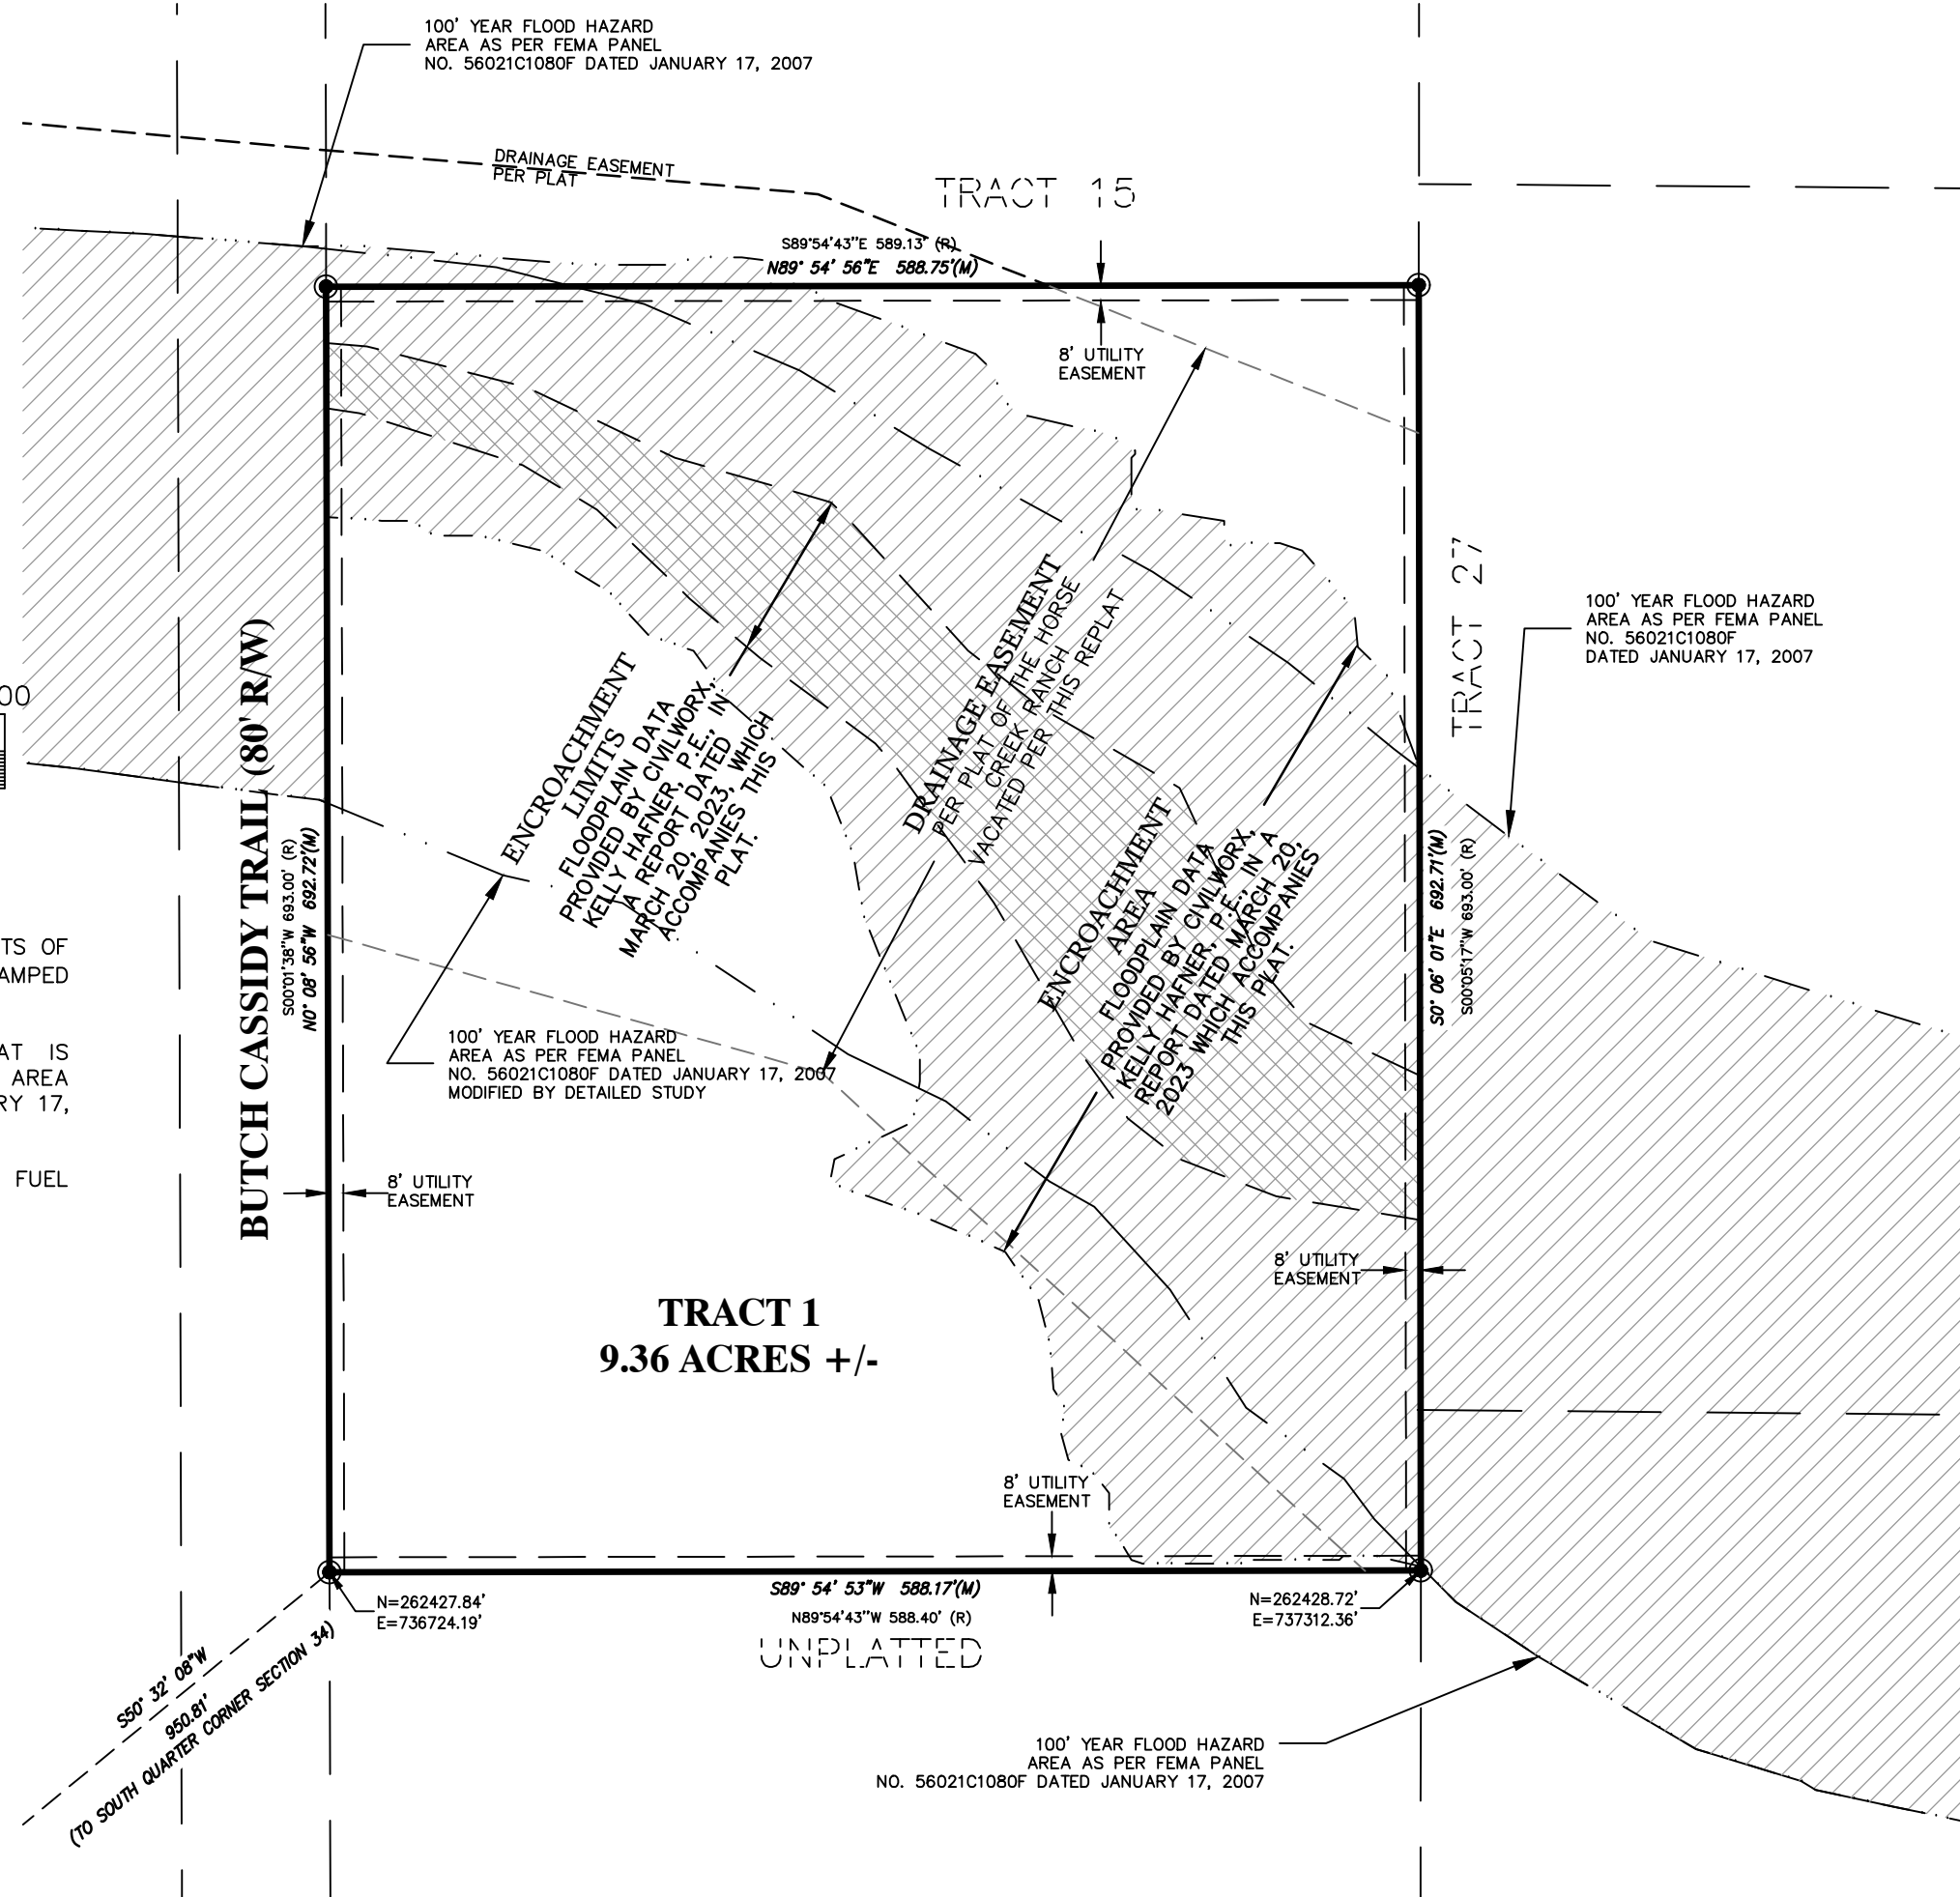 100' YEAR FLOOD HAZARD
AREA AS PER FEMA PANEL
NO. 56021C1080F DATED JANUARY 17, 2007
DRAINAGE EASEMENT
PER PLAT
TRACT 15
S89°54'43"E 589.13' (R)
N89° 54' 56"E 588.75'(M)
8' UTILITY
EASEMENT
TRACT 27
100' YEAR FLOOD HAZARD
AREA AS PER FEMA PANEL
NO. 56021C1080F
DATED JANUARY 17, 2007
00
BUTCH CASSIDY TRAIL (80' R/W)
S00°01'38"W 693.00' (R)
N0° 08' 56"W 692.72'(M)
ENCROACHMENT
LIMITS
FLOODPLAIN DATA
PROVIDED BY CIVILWORX,
KELLY HAFNER, P.E., IN
A REPORT DATED
MARCH 20, 2023, WHICH
ACCOMPANIES THIS
PLAT.
DRAINAGE EASEMENT
PER PLAT OF THE HORSE
CREEK RANCH
VACATED PER THIS REPLAT
ENCROACHMENT
AREA
FLOODPLAIN DATA
PROVIDED BY CIVILWORX,
KELLY HAFNER, P.E., IN A
REPORT DATED MARCH 20,
2023 WHICH ACCOMPANIES
THIS PLAT.
S0° 06' 01"E 692.71'(M)
S00°05'17"W 693.00' (R)
TS OF
AMPED
AT IS
AREA
RY 17,
FUEL
100' YEAR FLOOD HAZARD
AREA AS PER FEMA PANEL
NO. 56021C1080F DATED JANUARY 17, 2007
MODIFIED BY DETAILED STUDY
8' UTILITY
EASEMENT
8' UTILITY
EASEMENT
TRACT 1
9.36 ACRES +/-
8' UTILITY
EASEMENT
S89° 54' 53"W 588.17'(M)
N89°54'43"W 588.40' (R)
UNPLATTED
N=262427.84'
E=736724.19'
N=262428.72'
E=737312.36'
S50° 32' 08"W
950.81'
(TO SOUTH QUARTER CORNER SECTION 34)
100' YEAR FLOOD HAZARD
AREA AS PER FEMA PANEL
NO. 56021C1080F DATED JANUARY 17, 2007